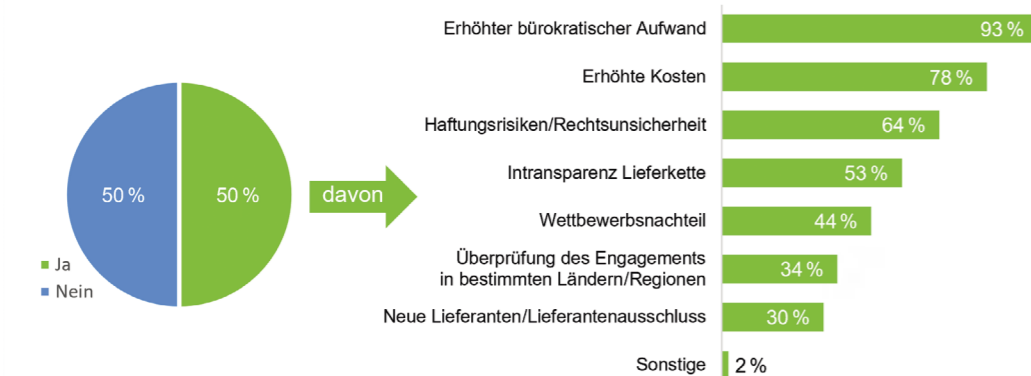 50 %
50 %
Ja
Nein
davon
Erhöhter bürokratischer Aufwand
93 %
Erhöhte Kosten
78 %
Haftungsrisiken/Rechtsunsicherheit
64 %
Intransparenz Lieferkette
53 %
Wettbewerbsnachteil
44 %
Überprüfung des Engagements
in bestimmten Ländern/Regionen
34 %
Neue Lieferanten/Lieferantenausschluss
30 %
Sonstige
2 %